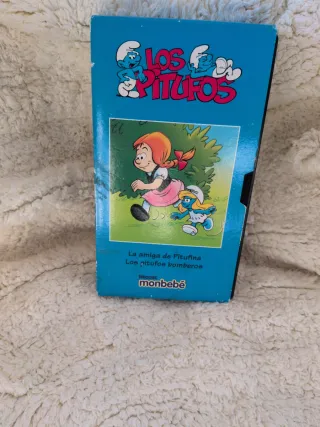 LOS
PITUFOS
La amiga de Pitufina
Los pitufos bomberos
monbebé